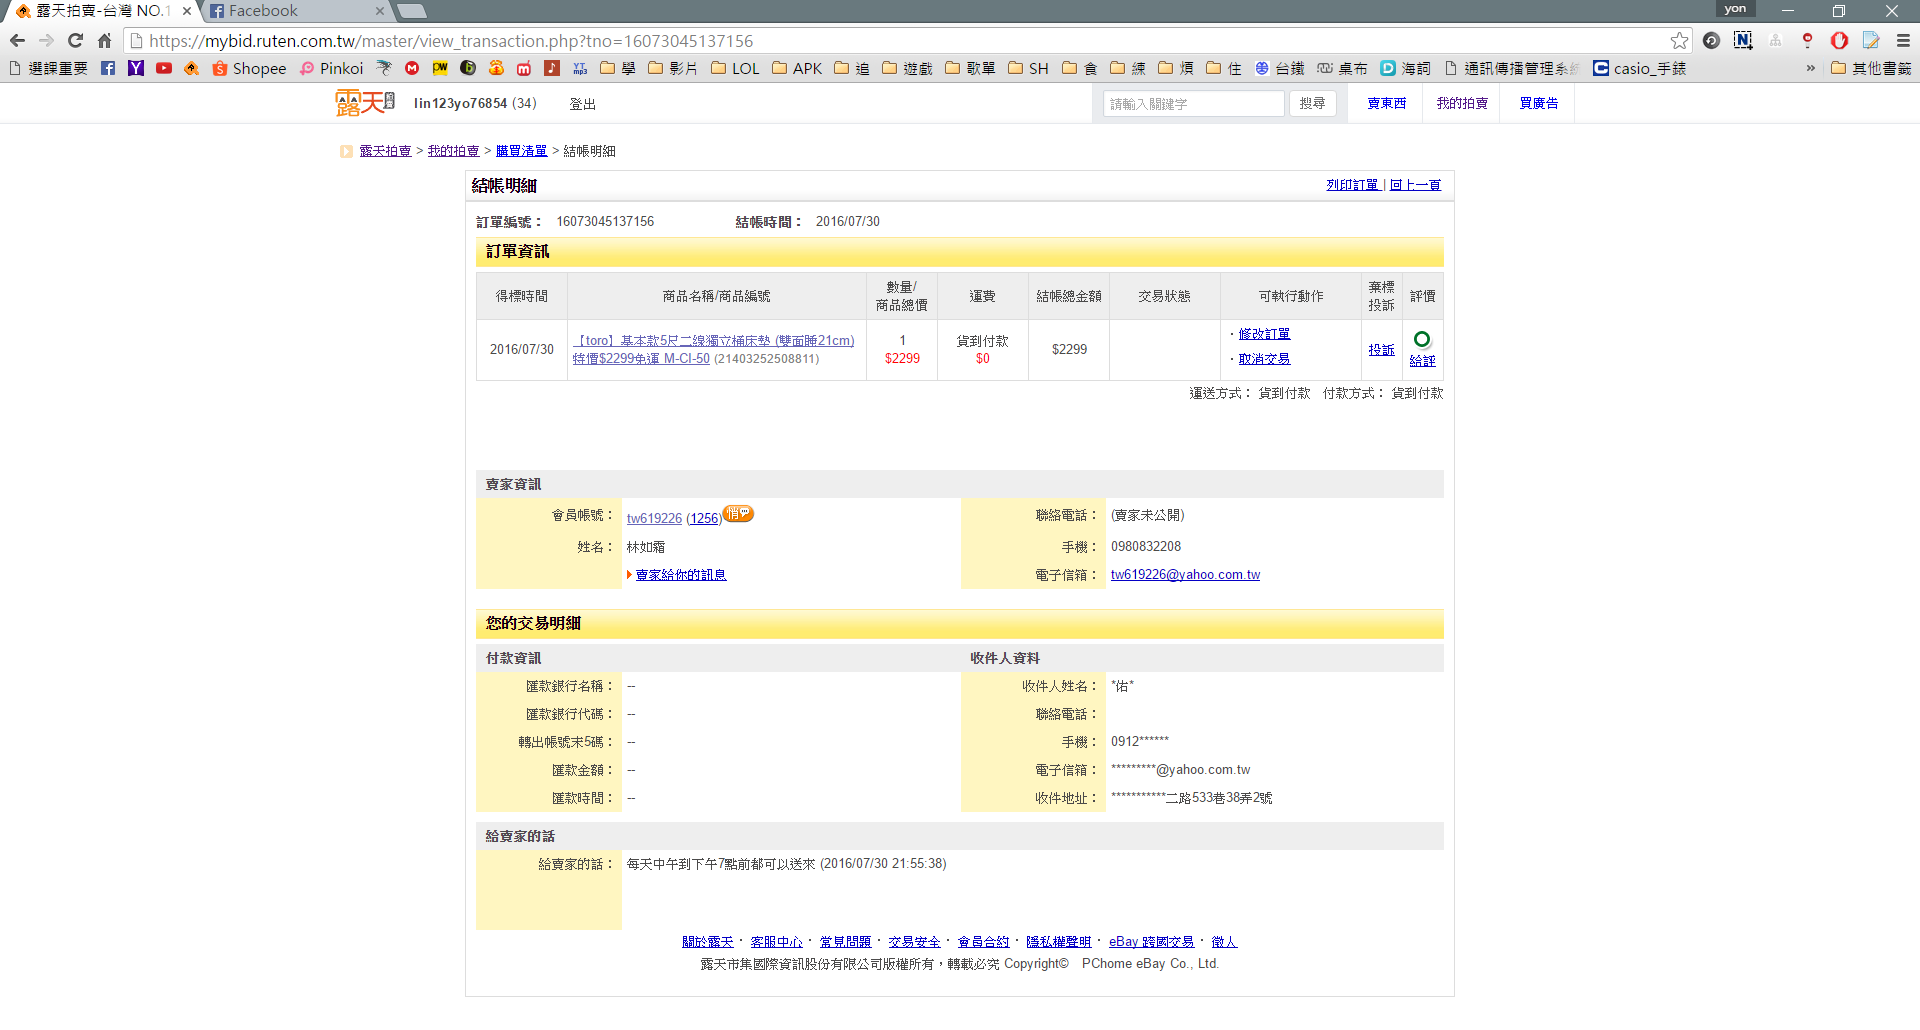 露天拍賣-台灣 NO.1
Facebook
yon
https://mybid.ruten.com.tw/master/view_transaction.php?tno=16073045137156
選課重要 Shopee Pinkoi 學 影片 LOL APK 追 遊戲 歌單 SH 食 練 煩 住 台鐵 桌布 海詞 通訊傳播管理系統 casio_手錶 » 其他書籤
露天 lin123yo76854 (34) 登出 請輸入關鍵字 搜尋 賣東西 我的拍賣 買廣告
露天拍賣 > 我的拍賣 > 購買清單 > 結帳明細
結帳明細 列印訂單 | 回上一頁
訂單編號： 16073045137156 結帳時間： 2016/07/30
訂單資訊
得標時間 商品名稱/商品編號 數量/商品總價 運費 結帳總金額 交易狀態 可執行動作 棄標投訴 評價
2016/07/30 【toro】基本款5尺二線獨立桶床墊 (雙面睡21cm) 特價$2299免運 M-CI-50 (21403252508811) 1 $2299 貨到付款 $0 $2299 ‧修改訂單 ‧取消交易 投訴 給評
運送方式： 貨到付款 付款方式： 貨到付款
賣家資訊
會員帳號： tw619226 (1256) 悄 聯絡電話： (賣家未公開)
姓名： 林如霜 手機： 0980832208
賣家給你的訊息 電子信箱： tw619226@yahoo.com.tw
您的交易明細
付款資訊 收件人資料
匯款銀行名稱： -- 收件人姓名： *佑*
匯款銀行代碼： -- 聯絡電話：
轉出帳號末5碼： -- 手機： 0912******
匯款金額： -- 電子信箱： *********@yahoo.com.tw
匯款時間： -- 收件地址： ***********二路533巷38弄2號
給賣家的話
給賣家的話： 每天中午到下午7點前都可以送來 (2016/07/30 21:55:38)
關於露天‧客服中心‧常見問題‧交易安全‧會員合約‧隱私權聲明‧eBay 跨國交易‧徵人
露天市集國際資訊股份有限公司版權所有，轉載必究 Copyright© PChome eBay Co., Ltd.